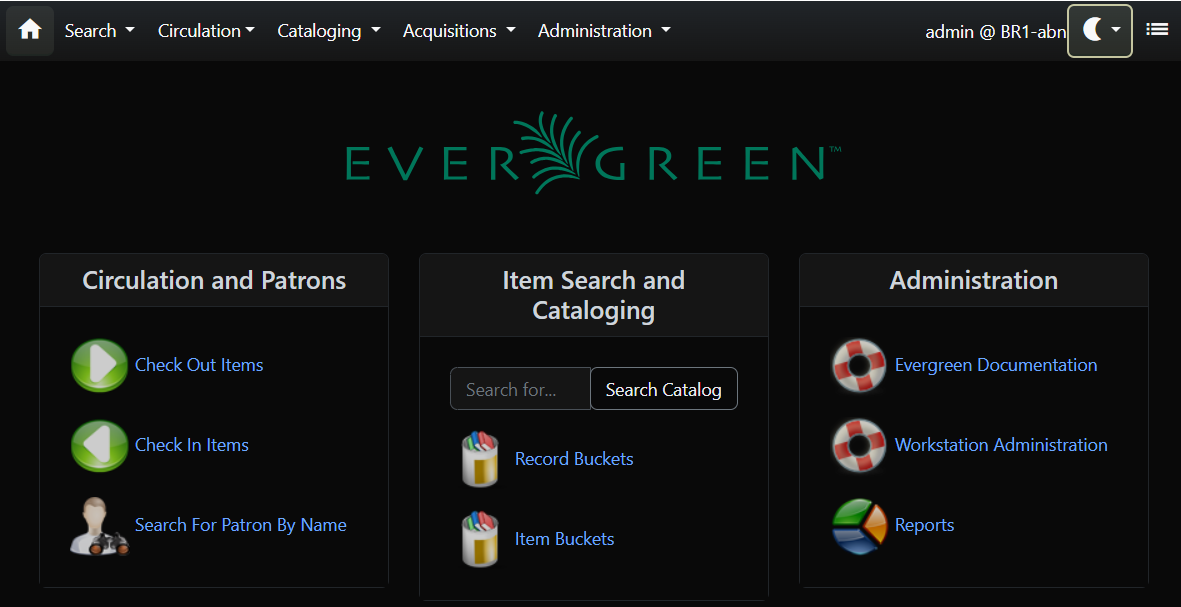 Search Circulation Cataloging Acquisitions Administration admin @ BR1-abn
EVERGREEN™
Circulation and Patrons
Check Out Items
Check In Items
Search For Patron By Name
Item Search and
Cataloging
Search for... Search Catalog
Record Buckets
Item Buckets
Administration
Evergreen Documentation
Workstation Administration
Reports